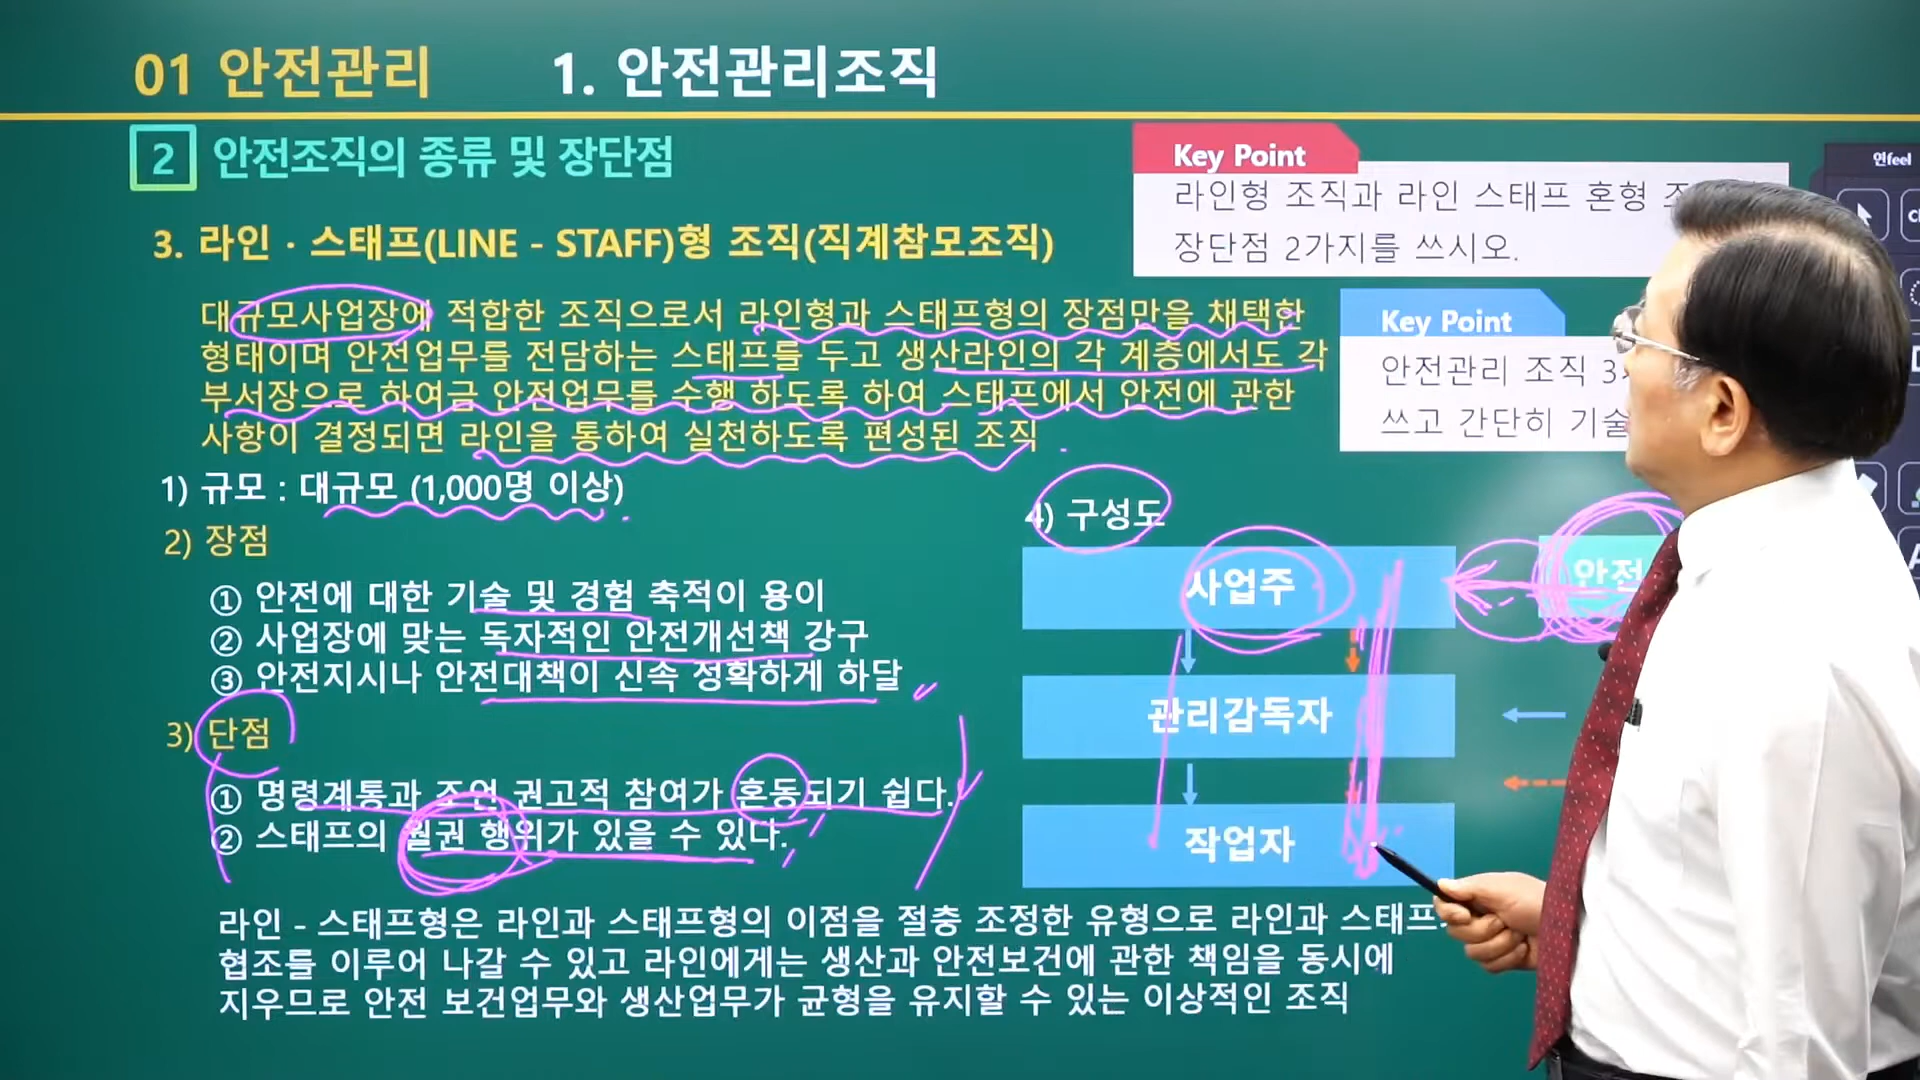 01 안전관리 1. 안전관리조직
2 안전조직의 종류 및 장단점
Key Point
라인형 조직과 라인 스태프 혼형
장단점 2가지를 쓰시오.
Key Point
안전관리 조직
쓰고 간단히
3. 라인 · 스태프(LINE - STAFF)형 조직(직계참모조직)
대규모사업장에 적합한 조직으로서 라인형과 스태프형의 장점만을 채택한
형태이며 안전업무를 전담하는 스태프를 두고 생산라인의 각 계층에서도 각
부서장으로 하여금 안전업무를 수행 하도록 하여 스태프에서 안전에 관한
사항이 결정되면 라인을 통하여 실천하도록 편성된 조직
1) 규모 : 대규모 (1,000명 이상)
2) 장점
① 안전에 대한 기술 및 경험 축적이 용이
② 사업장에 맞는 독자적인 안전개선책 강구
③ 안전지시나 안전대책이 신속 정확하게 하달
3) 단점
① 명령계통과 조언 권고적 참여가 혼동되기 쉽다.
② 스태프의 월권 행위가 있을 수 있다.
4) 구성도
사업주
안전
관리감독자
작업자
라인 - 스태프형은 라인과 스태프형의 이점을 절충 조정한 유형으로 라인과 스태프
협조를 이루어 나갈 수 있고 라인에게는 생산과 안전보건에 관한 책임을 동시에
지우므로 안전 보건업무와 생산업무가 균형을 유지할 수 있는 이상적인 조직
연feel